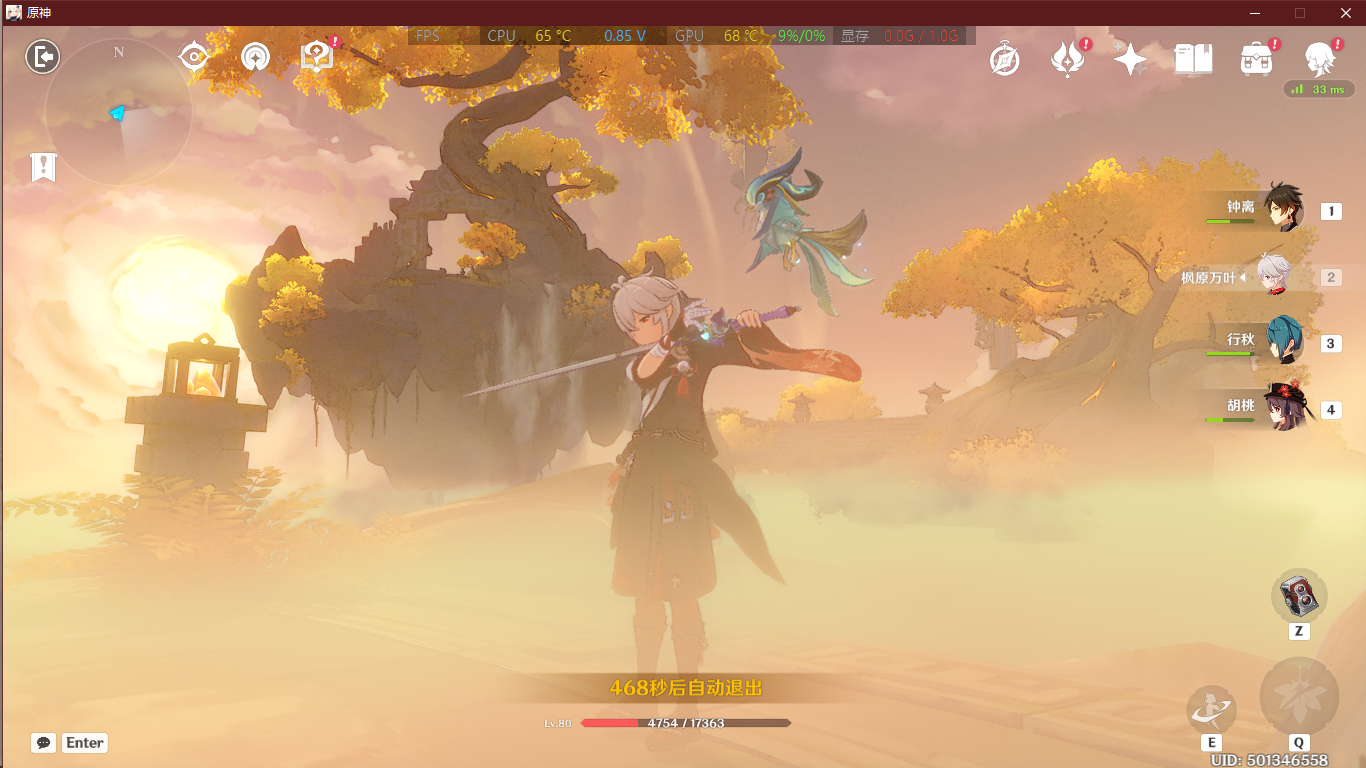 原神
FPS CPU 65 °C 0.85 V GPU 68 °C 9%/0% 显存 0.0G / 1.0G
N
33 ms
钟离 1
枫原万叶 2
行秋 3
胡桃 4
Z
468秒后自动退出
Lv.80 4754 / 17363
Enter
E Q
UID: 501346558